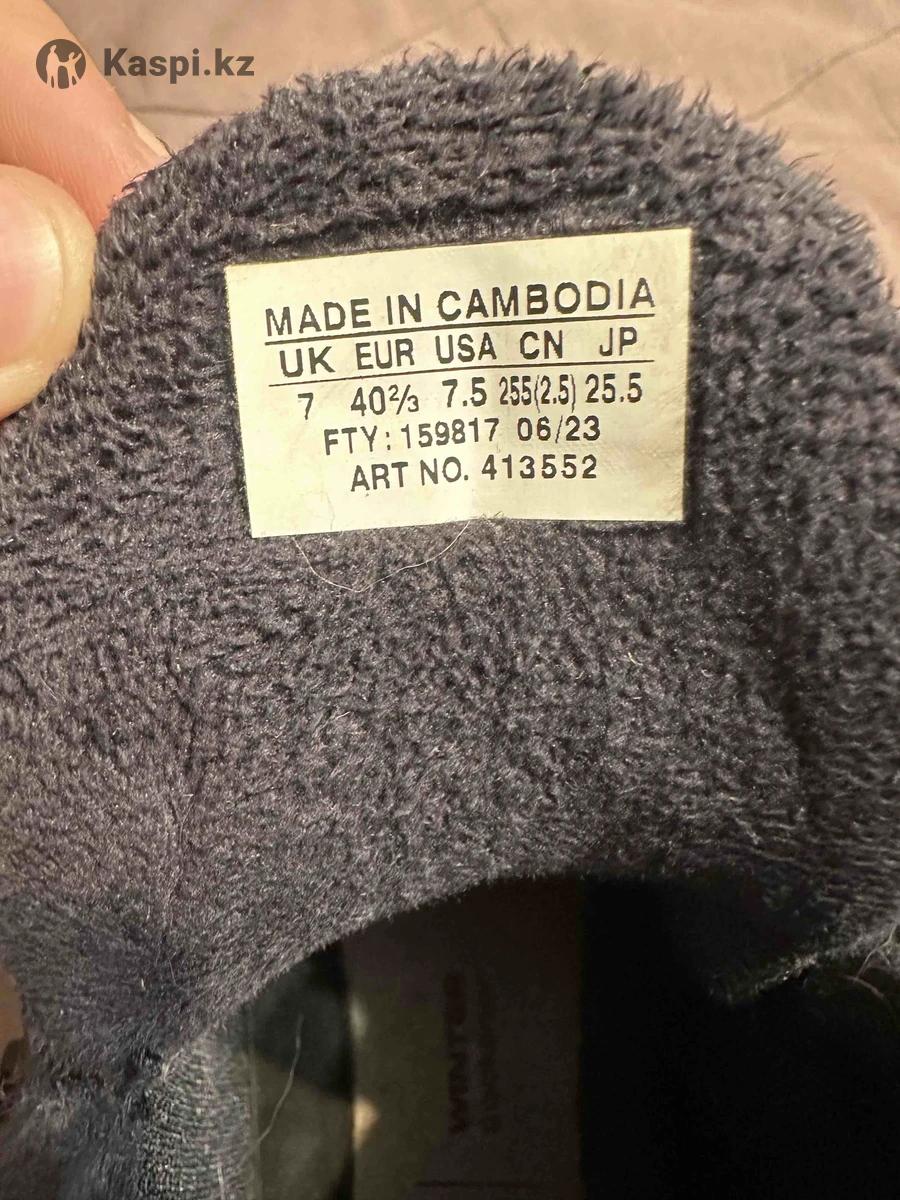 Kaspi.kz
MADE IN CAMBODIA
UK EUR USA CN JP
7 40⅔ 7.5 255(2.5) 25.5
FTY: 159817 06/23
ART NO. 413552